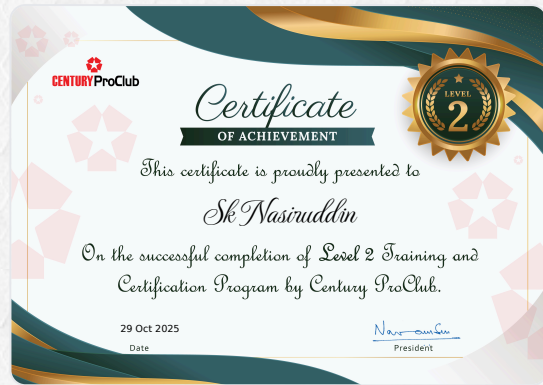 CENTURY ProClub
Certificate
OF ACHIEVEMENT
LEVEL
2
This certificate is proudly presented to
Sk Nasiruddin
On the successful completion of Level 2 Training and
Certification Program by Century ProClub.
29 Oct 2025
Date
President